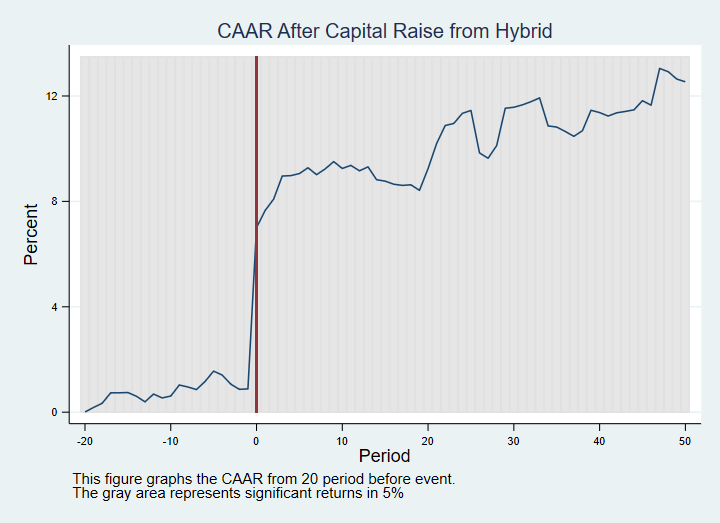 CAAR After Capital Raise from Hybrid
Percent
12
8
4
0
-20 -10 0 10 20 30 40 50
Period
This figure graphs the CAAR from 20 period before event.
The gray area represents significant returns in 5%